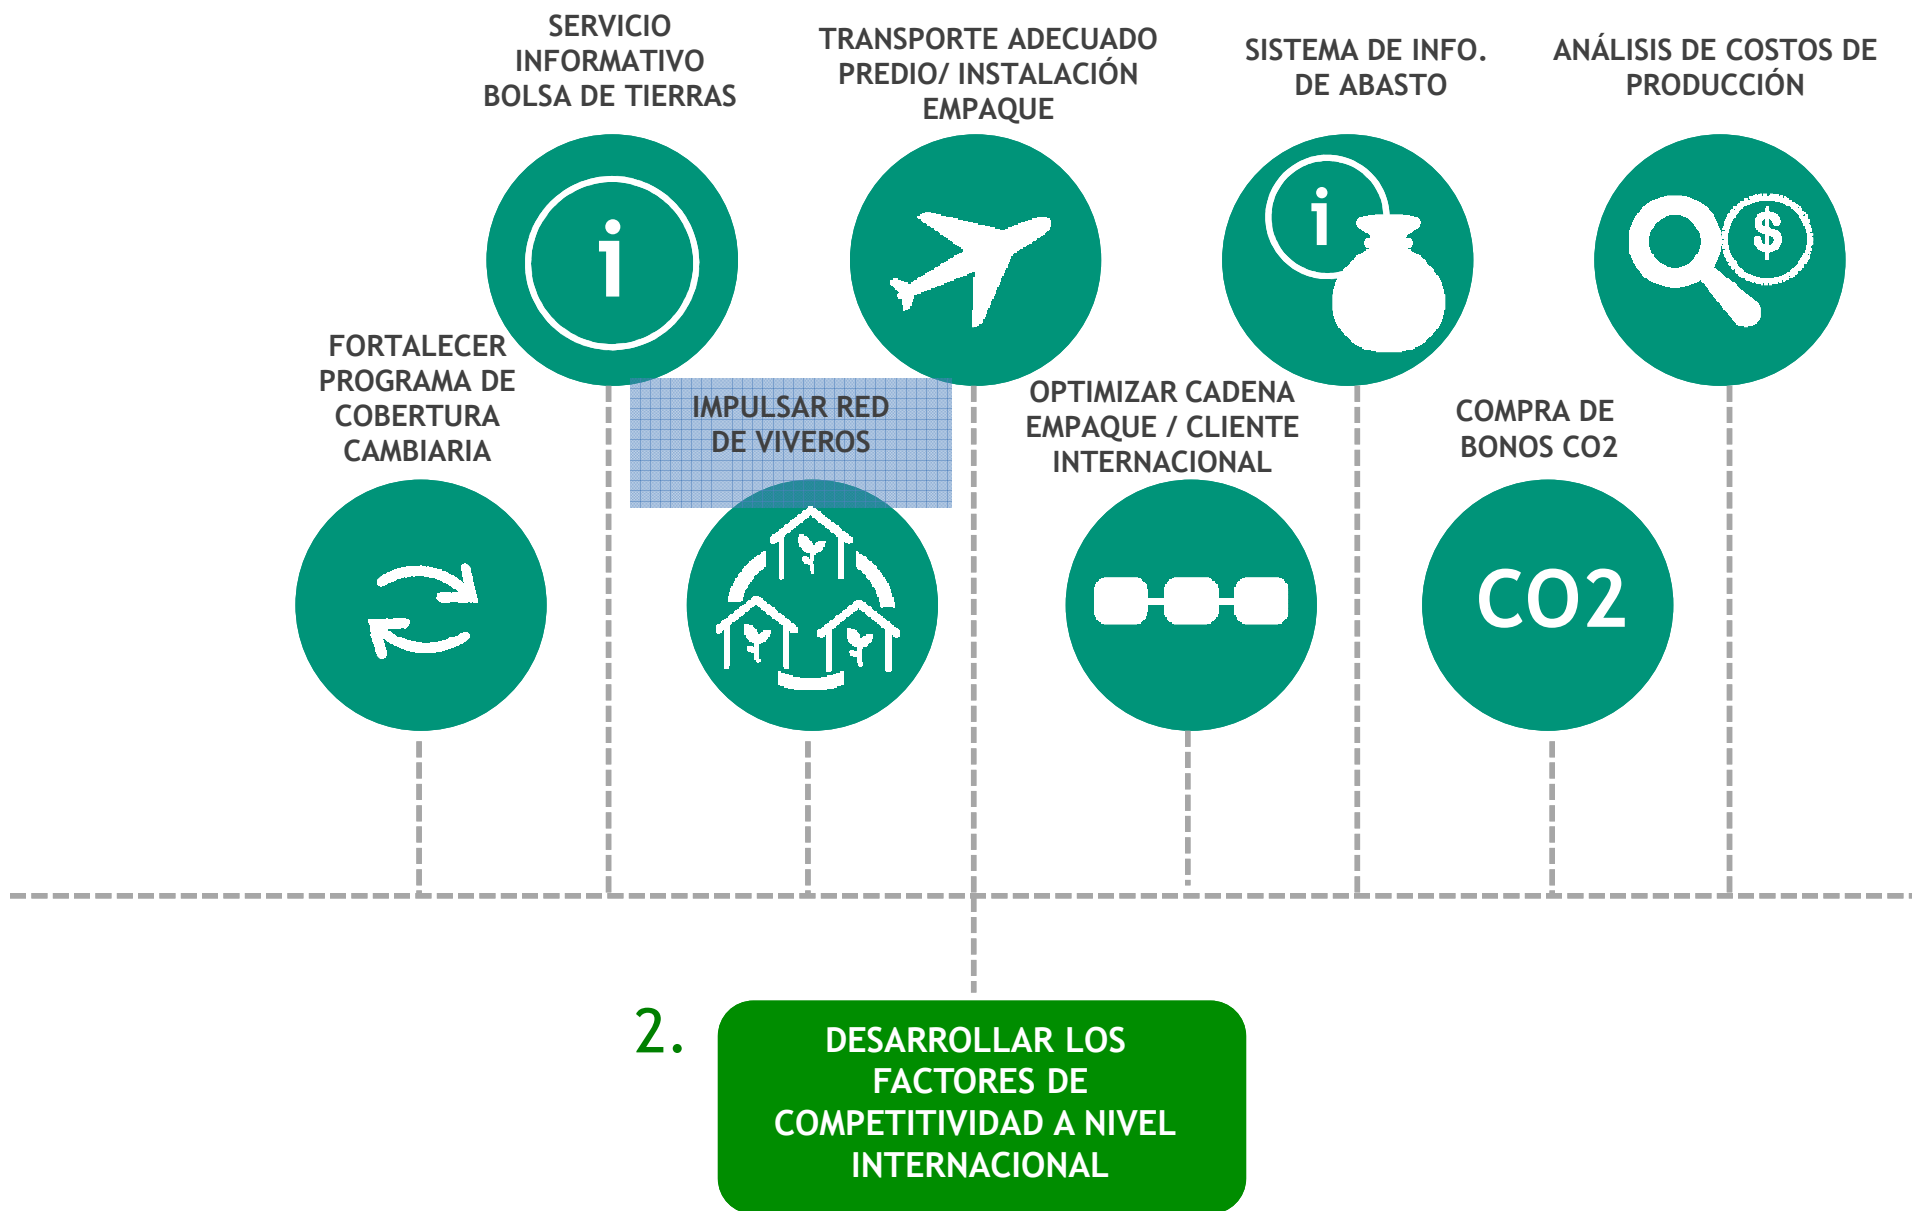 SERVICIO
INFORMATIVO
BOLSA DE TIERRAS
TRANSPORTE ADECUADO
PREDIO/ INSTALACIÓN
EMPAQUE
SISTEMA DE INFO.
DE ABASTO
ANÁLISIS DE COSTOS DE
PRODUCCIÓN
i
i
$
FORTALECER
PROGRAMA DE
COBERTURA
CAMBIARIA
IMPULSAR RED
DE VIVEROS
OPTIMIZAR CADENA
EMPAQUE / CLIENTE
INTERNACIONAL
COMPRA DE
BONOS CO2
CO2
2.
DESARROLLAR LOS
FACTORES DE
COMPETITIVIDAD A NIVEL
INTERNACIONAL